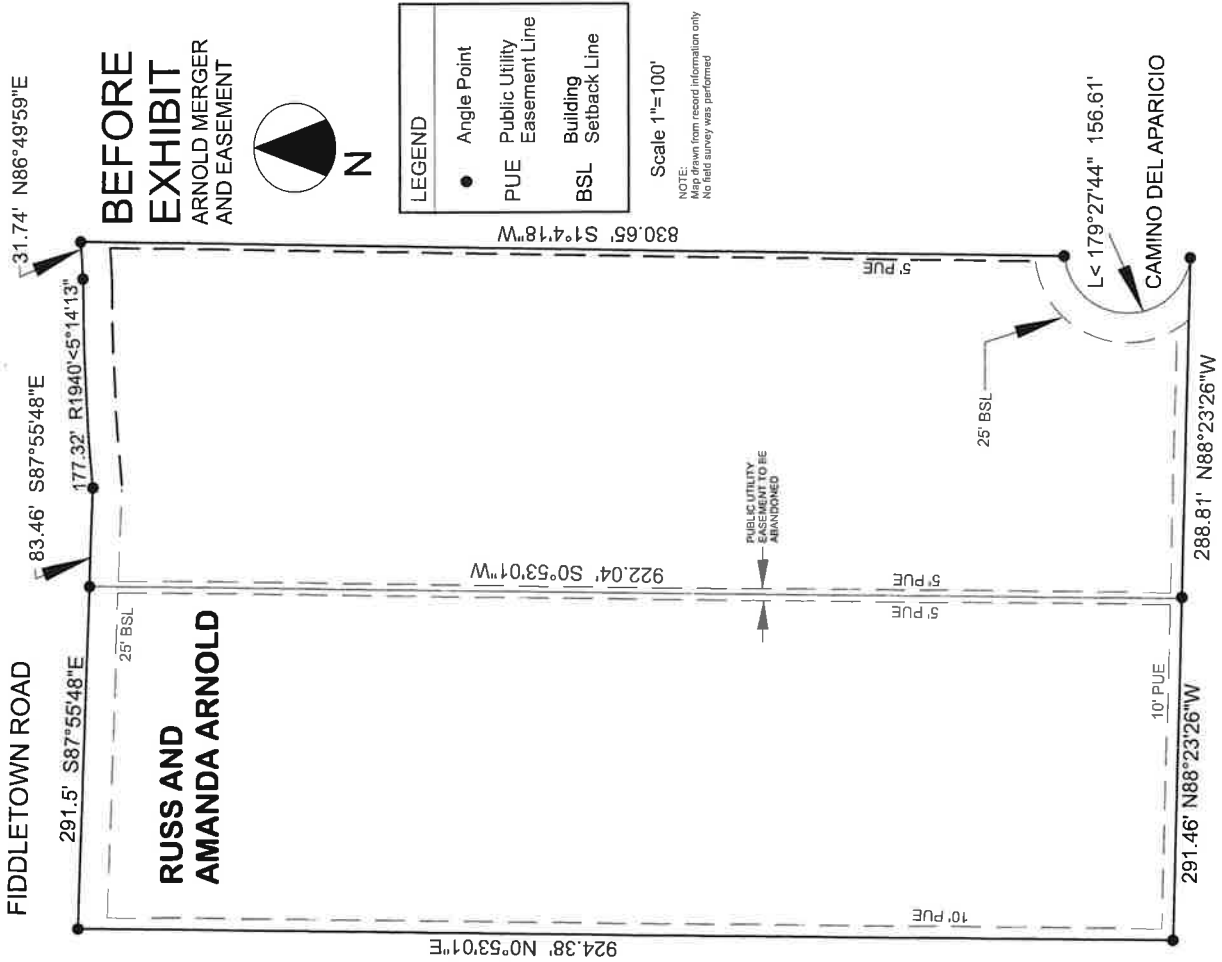 BEFORE
EXHIBIT
ARNOLD MERGER
AND EASEMENT
N
LEGEND
Angle Point
PUE Public Utility
Easement Line
BSL Building
Setback Line
Scale 1"=100'
NOTE:
Map drawn from record information only
No field survey was performed
FIDDLETOWN ROAD
291.5' S87°55'48"E
83.46' S87°55'48"E
177.32' R1940'<5°14'13"
31.74' N86°49'59"E
25' BSL
RUSS AND
AMANDA ARNOLD
924.38' N0°53'01"E
922.04' S0°53'01"W
830.65' S1°4'18"W
PUBLIC UTILITY
EASEMENT TO BE
ABANDONED
10' PUE
5' PUE
5' PUE
5' PUE
10' PUE
25' BSL
L< 179°27'44" 156.61'
CAMINO DEL APARICIO
291.46' N88°23'26"W
288.81' N88°23'26"W